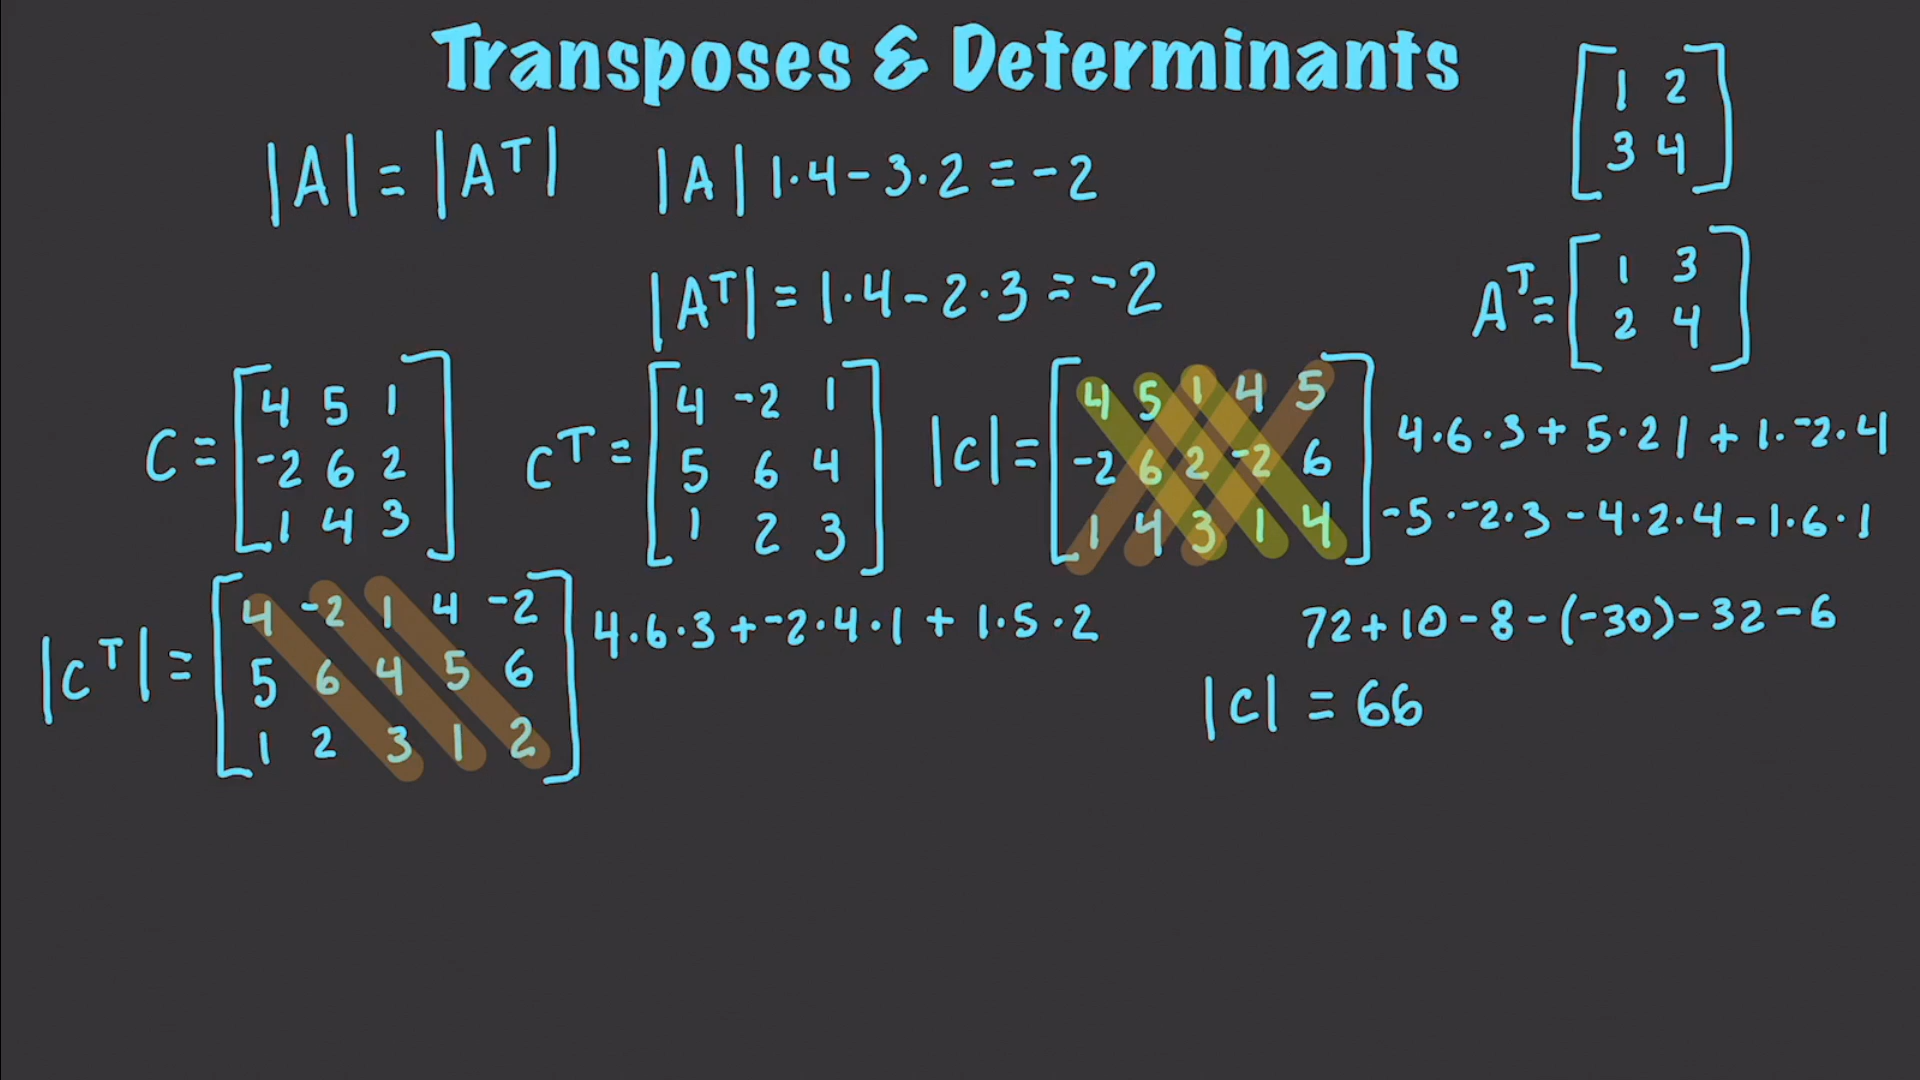 Transposes & Determinants
|A| = |Aᵀ| |A| 1·4-3·2 = -2
[1 2
3 4]
|Aᵀ| = 1·4-2·3 = -2
Aᵀ= [1 3
2 4]
C = [4 5 1
-2 6 2
1 4 3]
Cᵀ = [4 -2 1
5 6 4
1 2 3]
|C| = [4 5 1 4 5
-2 6 2 -2 6
1 4 3 1 4]
4·6·3 + 5·2 1 + 1·-2·4
-5·-2·3 - 4·2·4 - 1·6·1
72 + 10 - 8 - (-30) - 32 - 6
|C| = 66
|Cᵀ| = [4 -2 1 4 -2
5 6 4 5 6
1 2 3 1 2]
4·6·3 + -2·4·1 + 1·5·2